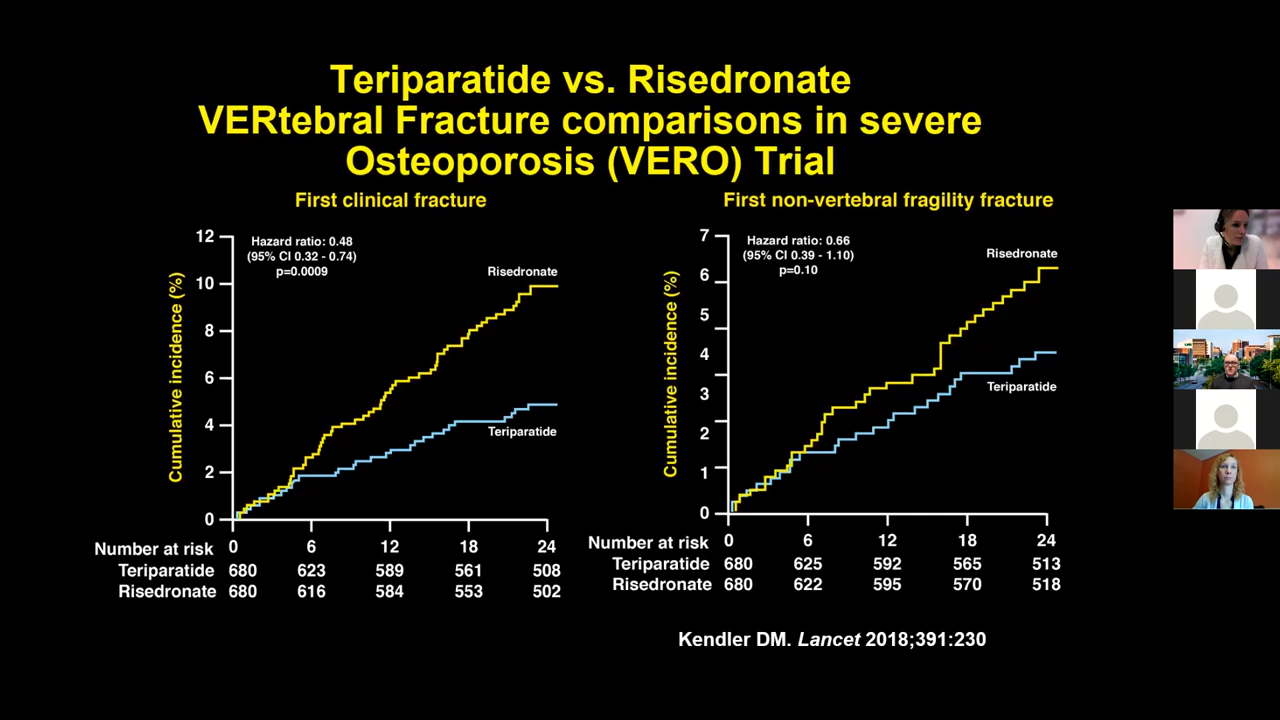 Teriparatide vs. Risedronate
VERtebral Fracture comparisons in severe
Osteoporosis (VERO) Trial
First clinical fracture
Cumulative incidence (%)
12
10
8
6
4
2
0
Hazard ratio: 0.48
(95% CI 0.32 - 0.74)
p=0.0009
Risedronate
Teriparatide
Number at risk 0 6 12 18 24
Teriparatide 680 623 589 561 508
Risedronate 680 616 584 553 502
First non-vertebral fragility fracture
Cumulative incidence (%)
7
6
5
4
3
2
1
0
Hazard ratio: 0.66
(95% CI 0.39 - 1.10)
p=0.10
Risedronate
Teriparatide
Number at risk 0 6 12 18 24
Teriparatide 680 625 592 565 513
Risedronate 680 622 595 570 518
Kendler DM. Lancet 2018;391:230